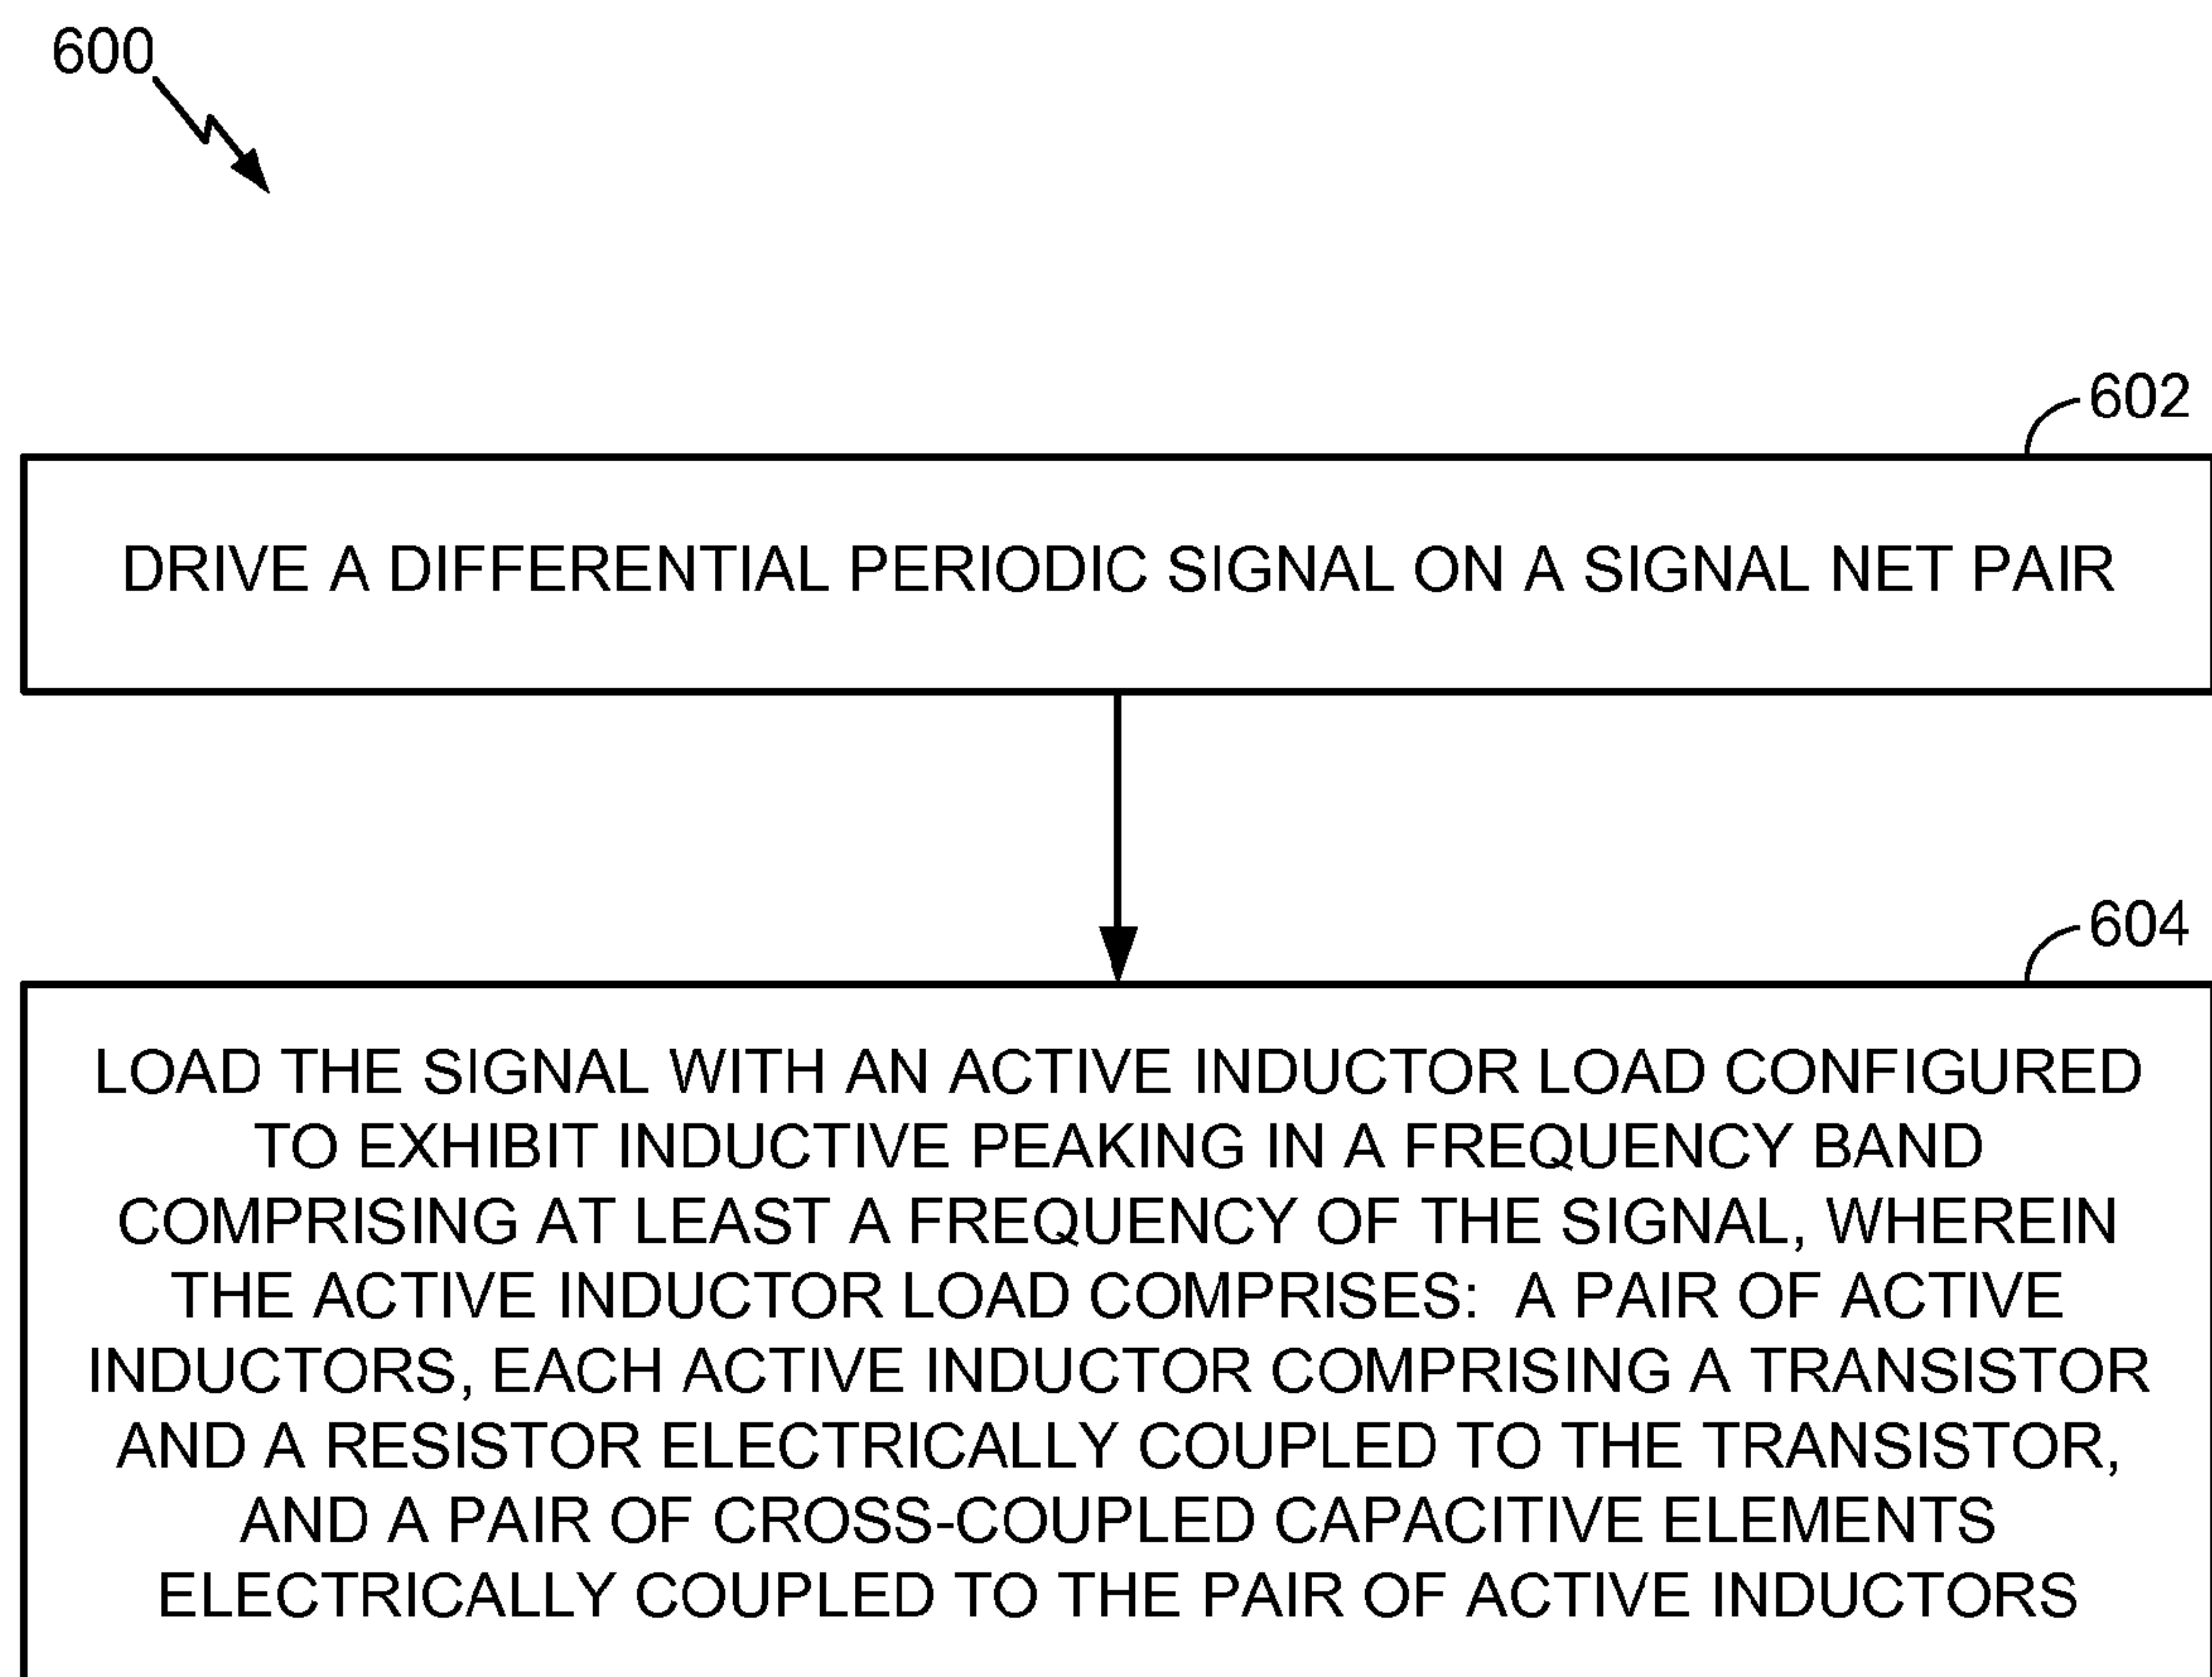 600
602
DRIVE A DIFFERENTIAL PERIODIC SIGNAL ON A SIGNAL NET PAIR
604
LOAD THE SIGNAL WITH AN ACTIVE INDUCTOR LOAD CONFIGURED
TO EXHIBIT INDUCTIVE PEAKING IN A FREQUENCY BAND
COMPRISING AT LEAST A FREQUENCY OF THE SIGNAL, WHEREIN
THE ACTIVE INDUCTOR LOAD COMPRISES: A PAIR OF ACTIVE
INDUCTORS, EACH ACTIVE INDUCTOR COMPRISING A TRANSISTOR
AND A RESISTOR ELECTRICALLY COUPLED TO THE TRANSISTOR,
AND A PAIR OF CROSS-COUPLED CAPACITIVE ELEMENTS
ELECTRICALLY COUPLED TO THE PAIR OF ACTIVE INDUCTORS